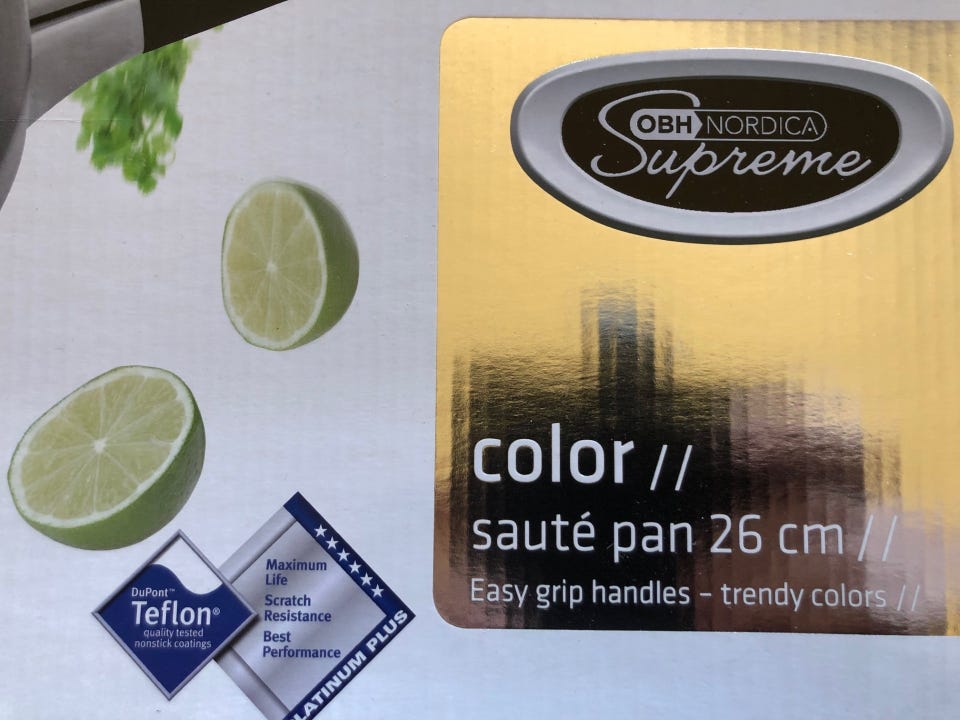 OBH NORDICA
Supreme
color //
sauté pan 26 cm //
Easy grip handles – trendy colors //
DuPont™
Teflon®
quality tested
nonstick coatings
Maximum
Life
Scratch
Resistance
Best
Performance
PLATINUM PLUS